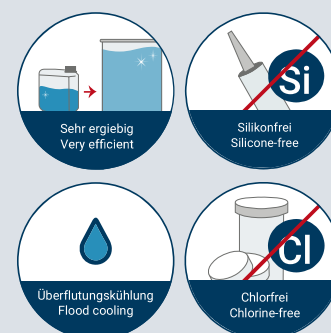 Sehr ergiebig
Very efficient
Si
Silikonfrei
Silicone-free
Überflutungskühlung
Flood cooling
Cl
Chlorfrei
Chlorine-free